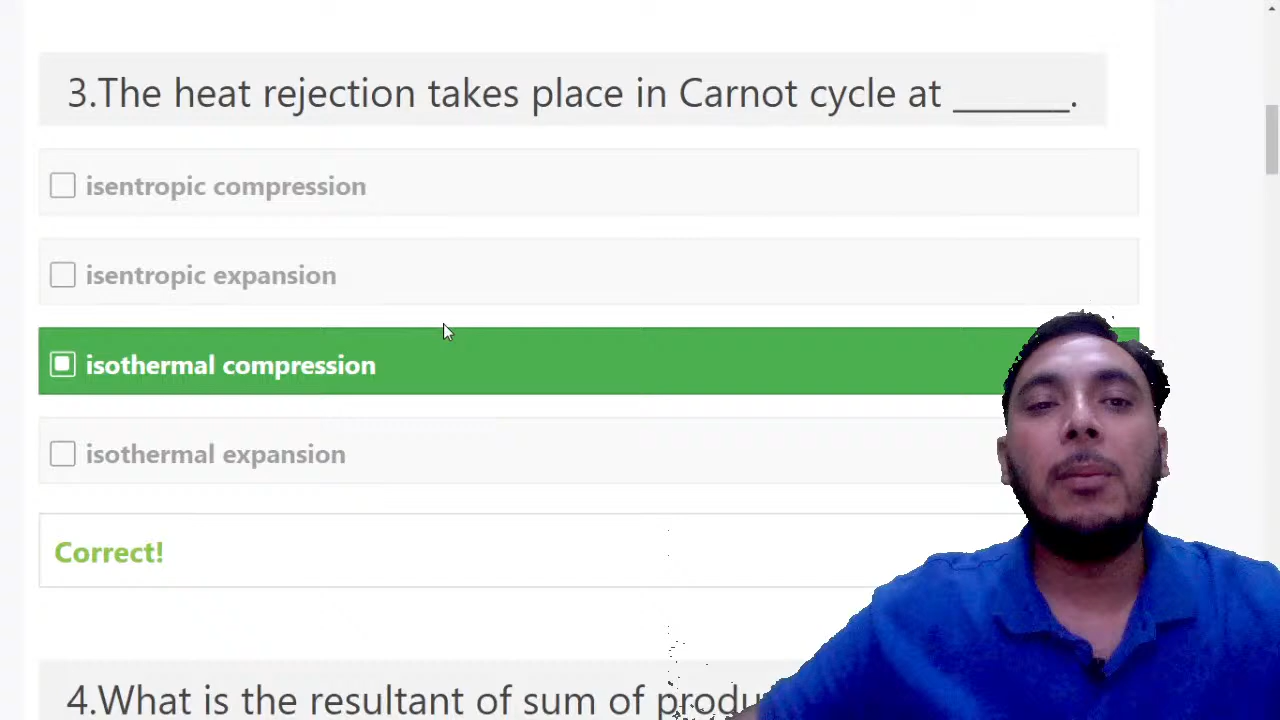 3.The heat rejection takes place in Carnot cycle at _______.
isentropic compression
isentropic expansion
isothermal compression
isothermal expansion
Correct!
4.What is the resultant of sum of